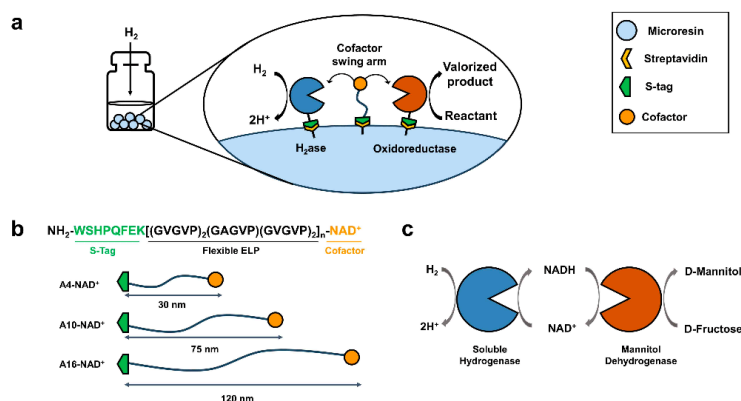 a
H₂
Cofactor
swing arm
H₂
2H⁺
H₂ase
Oxidoreductase
Valorized
product
Reactant
Microresin
Streptavidin
S-tag
Cofactor
b
NH₂-WSHPQFEK[(GVGVP)₂(GAGVP)(GVGVP)₂]ₙ-NAD⁺
S-Tag
Flexible ELP
Cofactor
A4-NAD⁺
30 nm
A10-NAD⁺
75 nm
A16-NAD⁺
120 nm
c
H₂
NADH
D-Mannitol
2H⁺
NAD⁺
D-Fructose
Soluble
Hydrogenase
Mannitol
Dehydrogenase